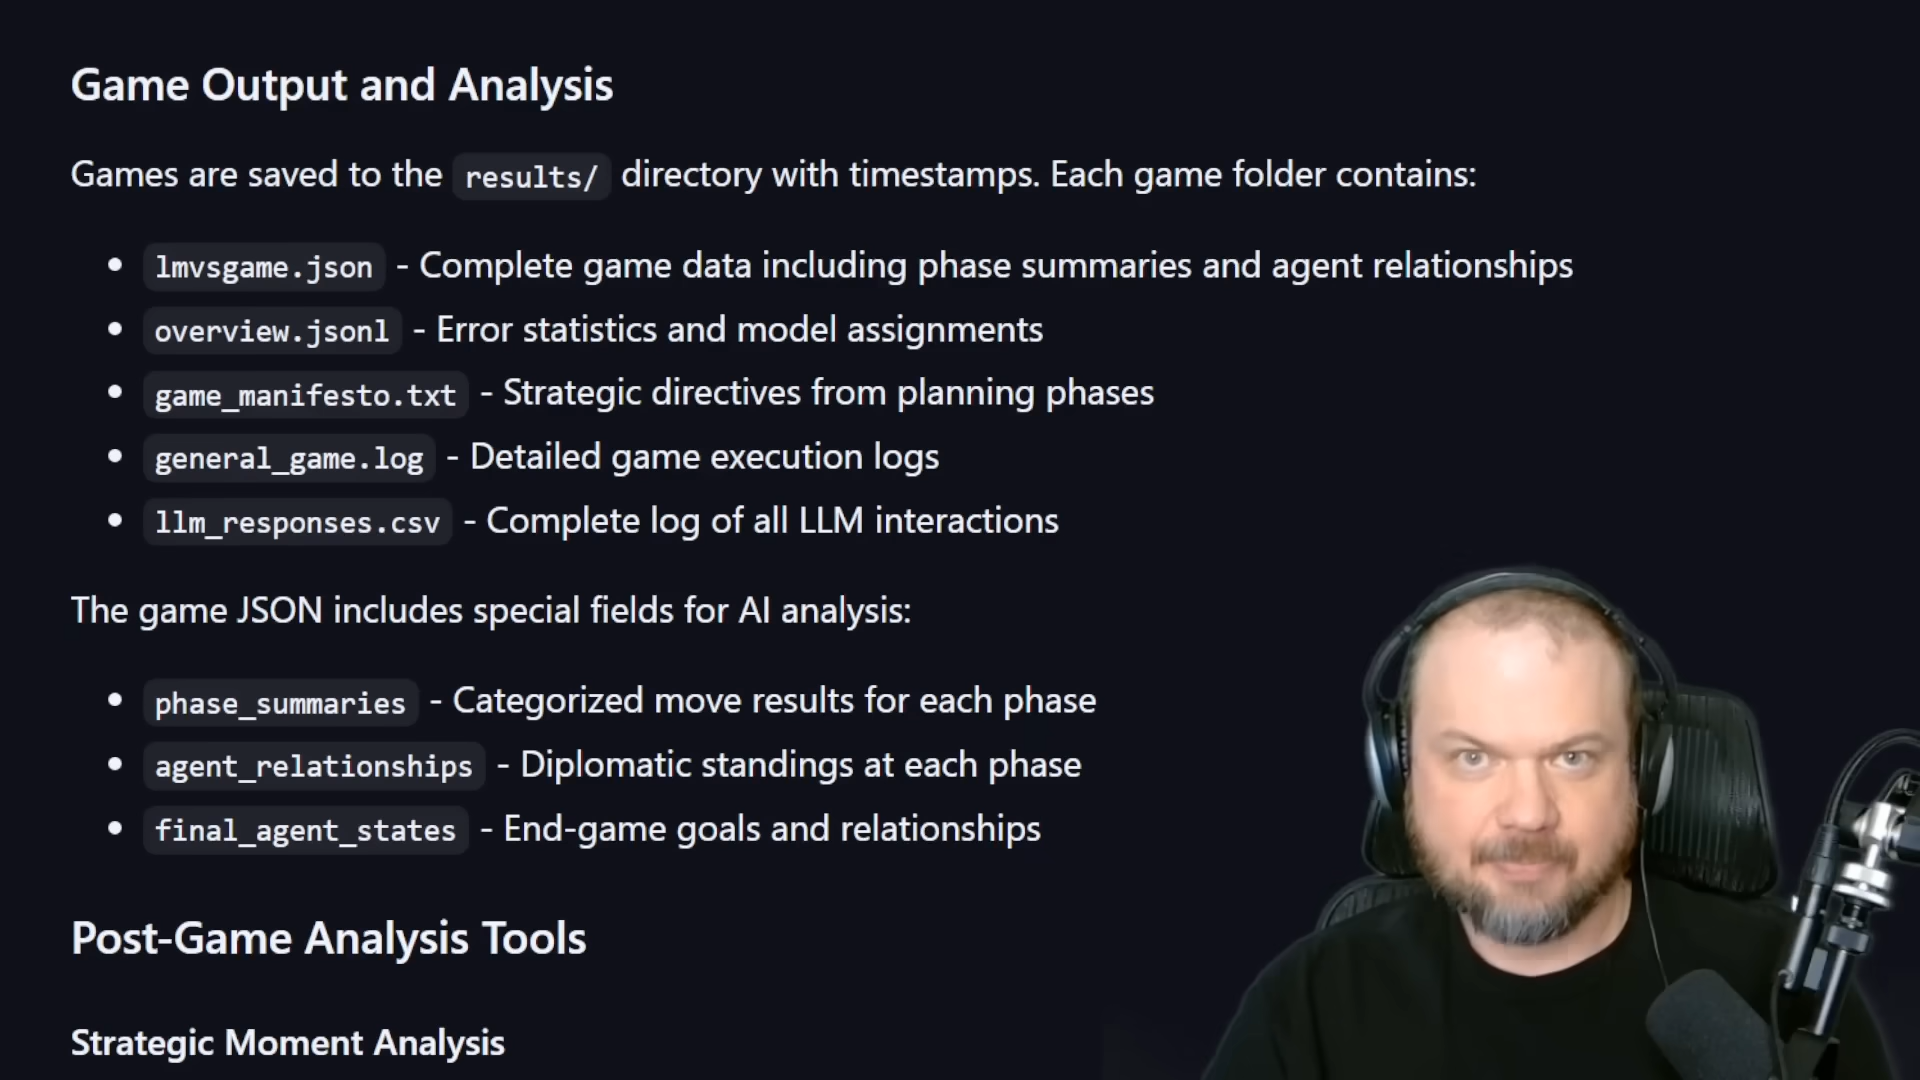 Game Output and Analysis
Games are saved to the results/ directory with timestamps. Each game folder contains:
lmvsgame.json - Complete game data including phase summaries and agent relationships
overview.jsonl - Error statistics and model assignments
game_manifesto.txt - Strategic directives from planning phases
general_game.log - Detailed game execution logs
llm_responses.csv - Complete log of all LLM interactions
The game JSON includes special fields for AI analysis:
phase_summaries - Categorized move results for each phase
agent_relationships - Diplomatic standings at each phase
final_agent_states - End-game goals and relationships
Post-Game Analysis Tools
Strategic Moment Analysis